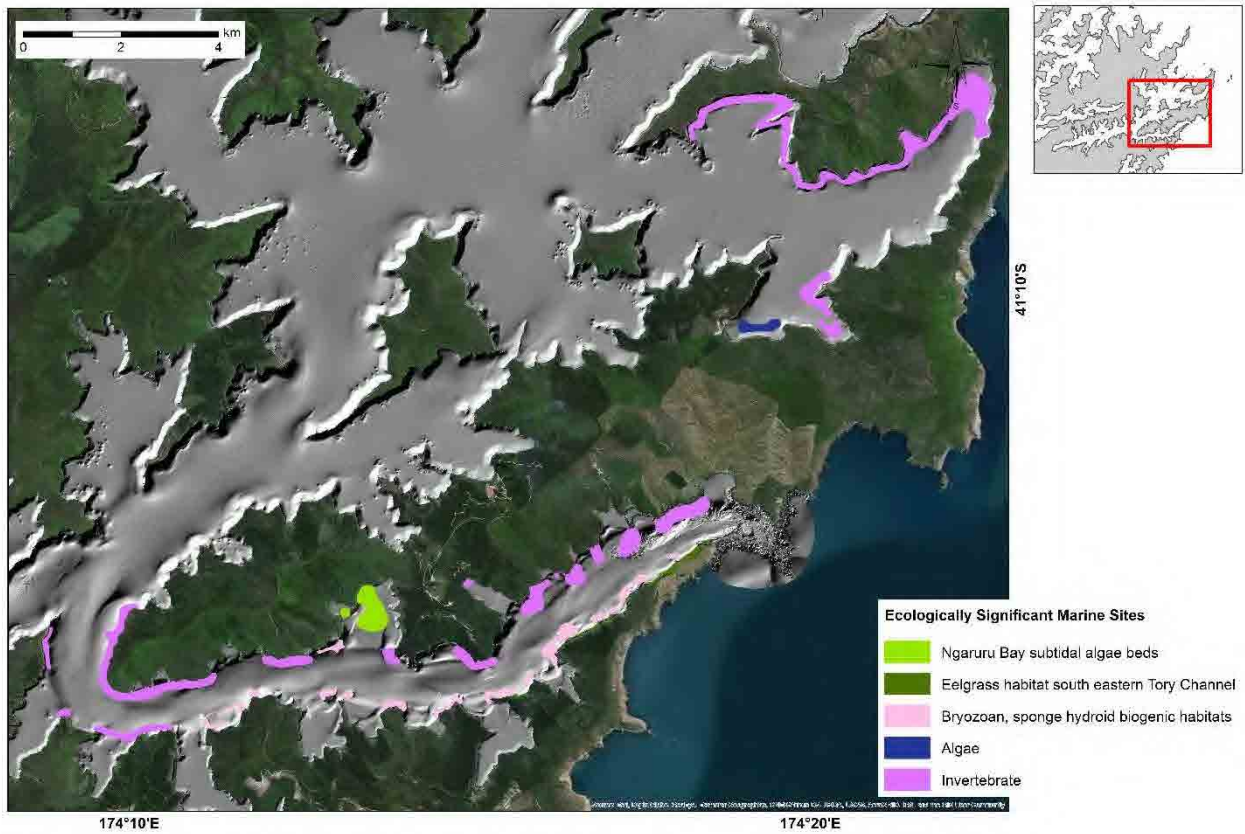 km
0 2 4
S
41°10'S
Ecologically Significant Marine Sites
Ngaruru Bay subtidal algae beds
Eelgrass habitat south eastern Tory Channel
Bryozoan, sponge hydroid biogenic habitats
Algae
Invertebrate
174°10'E
174°20'E